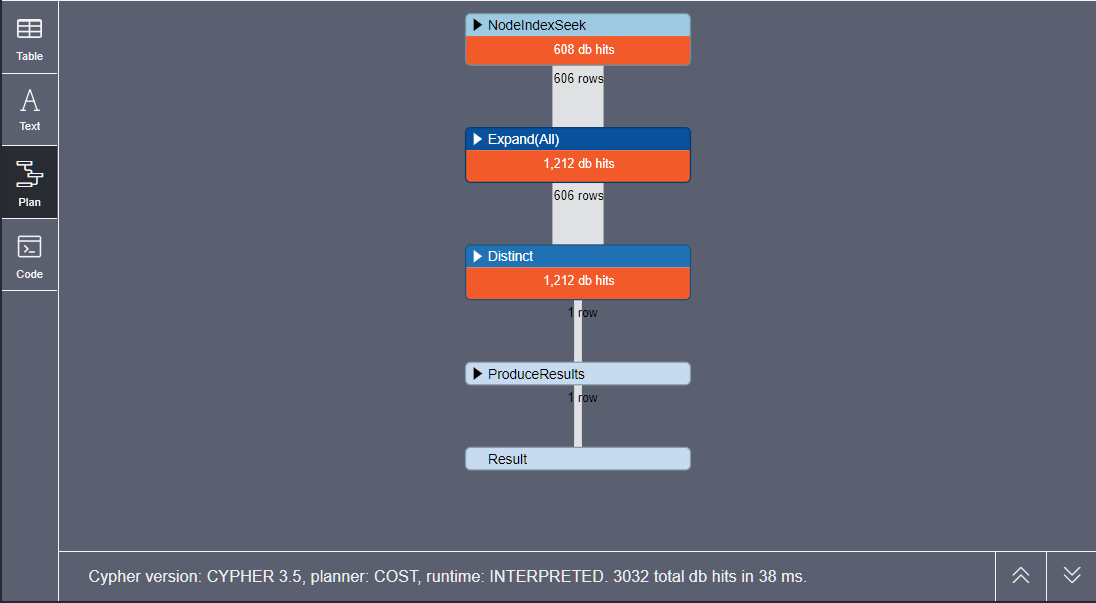 Table
Text
Plan
Code
NodeIndexSeek
608 db hits
606 rows
Expand(All)
1,212 db hits
606 rows
Distinct
1,212 db hits
1 row
ProduceResults
1 row
Result
Cypher version: CYPHER 3.5, planner: COST, runtime: INTERPRETED. 3032 total db hits in 38 ms.